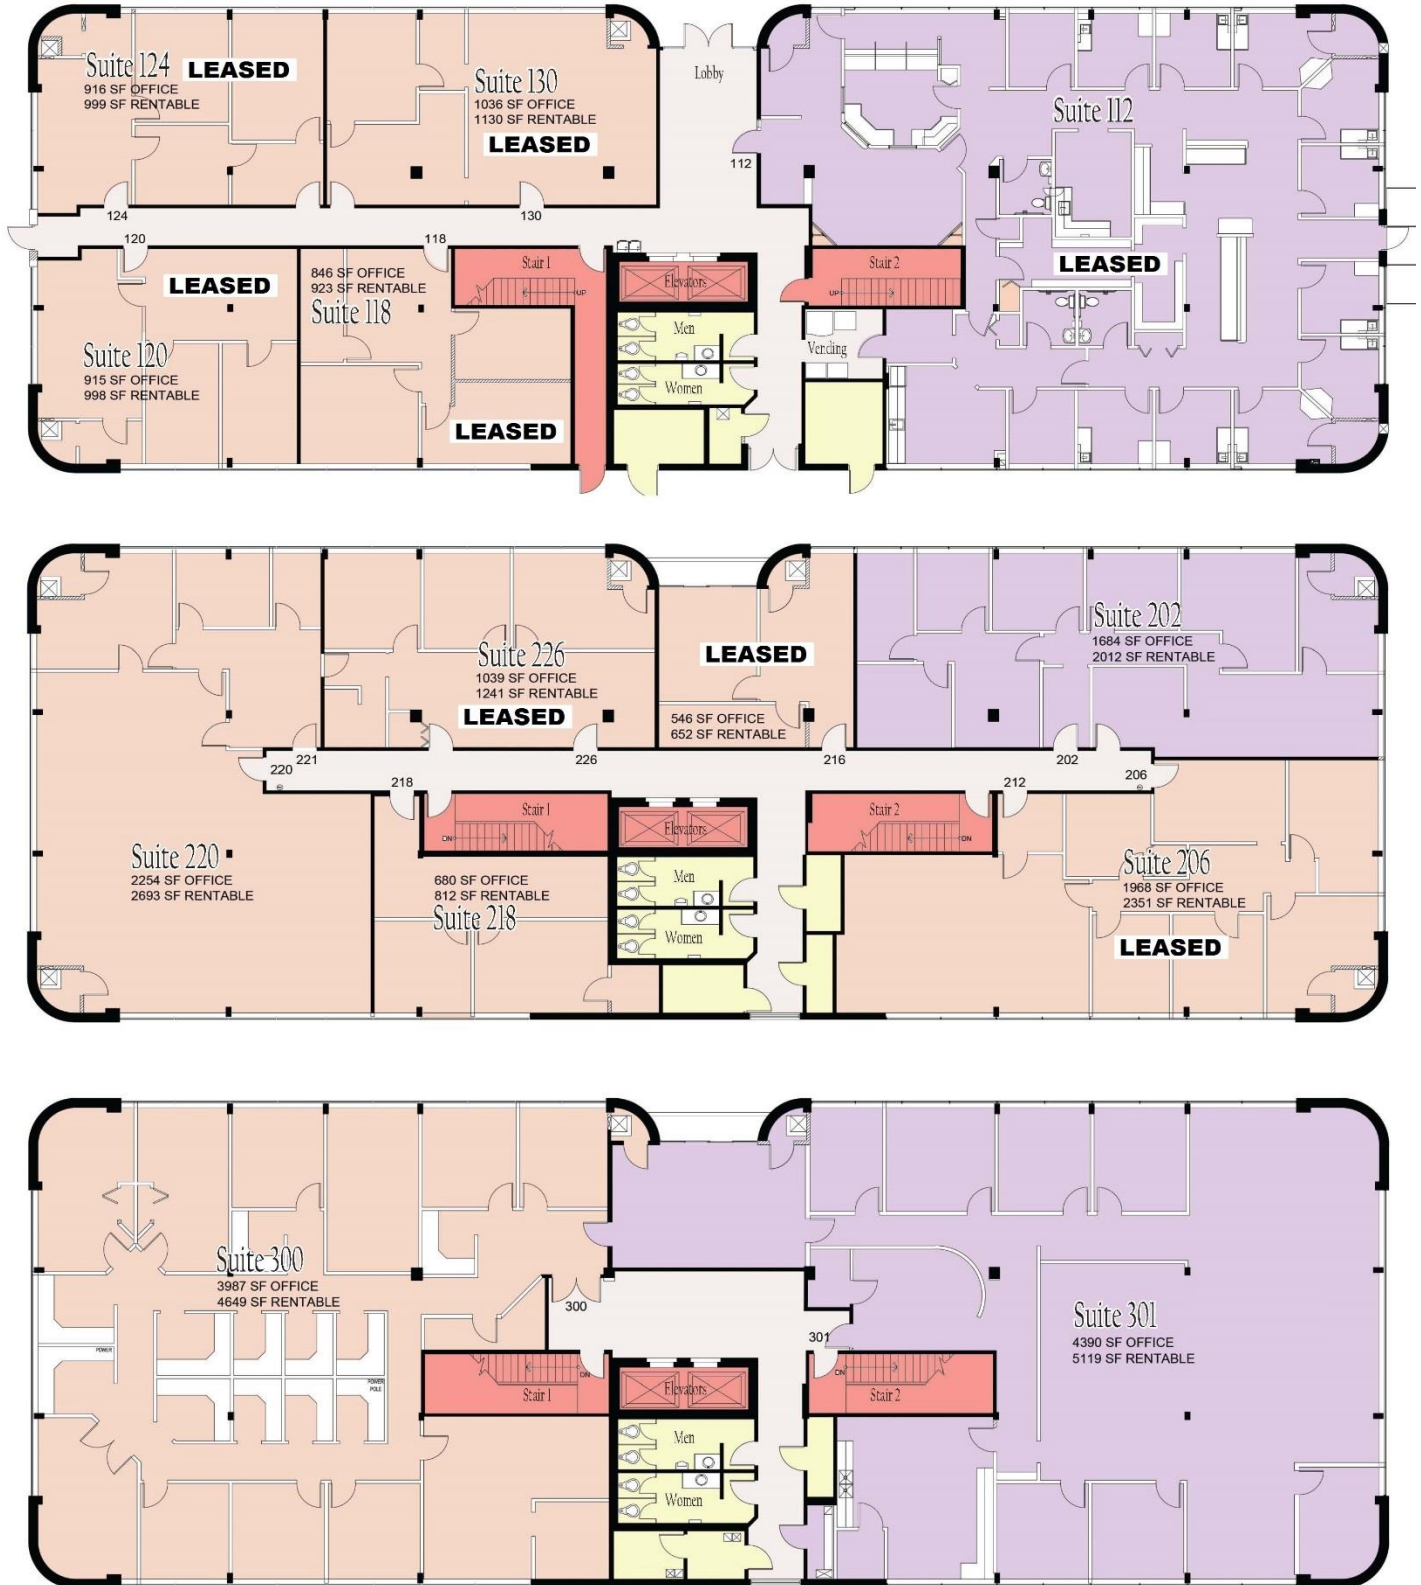 Suite 124
LEASED
916 SF OFFICE
999 SF RENTABLE
Suite 130
1036 SF OFFICE
1130 SF RENTABLE
LEASED
Lobby
112
Suite 112
LEASED
124
130
120
118
LEASED
846 SF OFFICE
923 SF RENTABLE
Suite 118
Stair 1
UP
Elevators
Stair 2
UP
Suite 120
915 SF OFFICE
998 SF RENTABLE
LEASED
Men
Women
Vending
Suite 226
1039 SF OFFICE
1241 SF RENTABLE
LEASED
LEASED
546 SF OFFICE
652 SF RENTABLE
Suite 202
1684 SF OFFICE
2012 SF RENTABLE
221
220
218
226
216
202
212
206
Stair 1
DN
Elevators
Stair 2
DN
Suite 220
2254 SF OFFICE
2693 SF RENTABLE
680 SF OFFICE
812 SF RENTABLE
Suite 218
Men
Women
Suite 206
1968 SF OFFICE
2351 SF RENTABLE
LEASED
Suite 300
3987 SF OFFICE
4649 SF RENTABLE
300
301
Suite 301
4390 SF OFFICE
5119 SF RENTABLE
POWER
POWER
POLE
DN
Stair 1
Elevators
DN
Stair 2
Men
Women